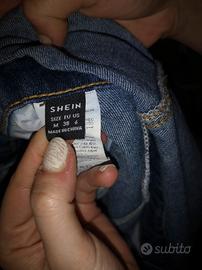 SHEIN
SIZE EU US
M 38 6
MADE IN CHINA
subito